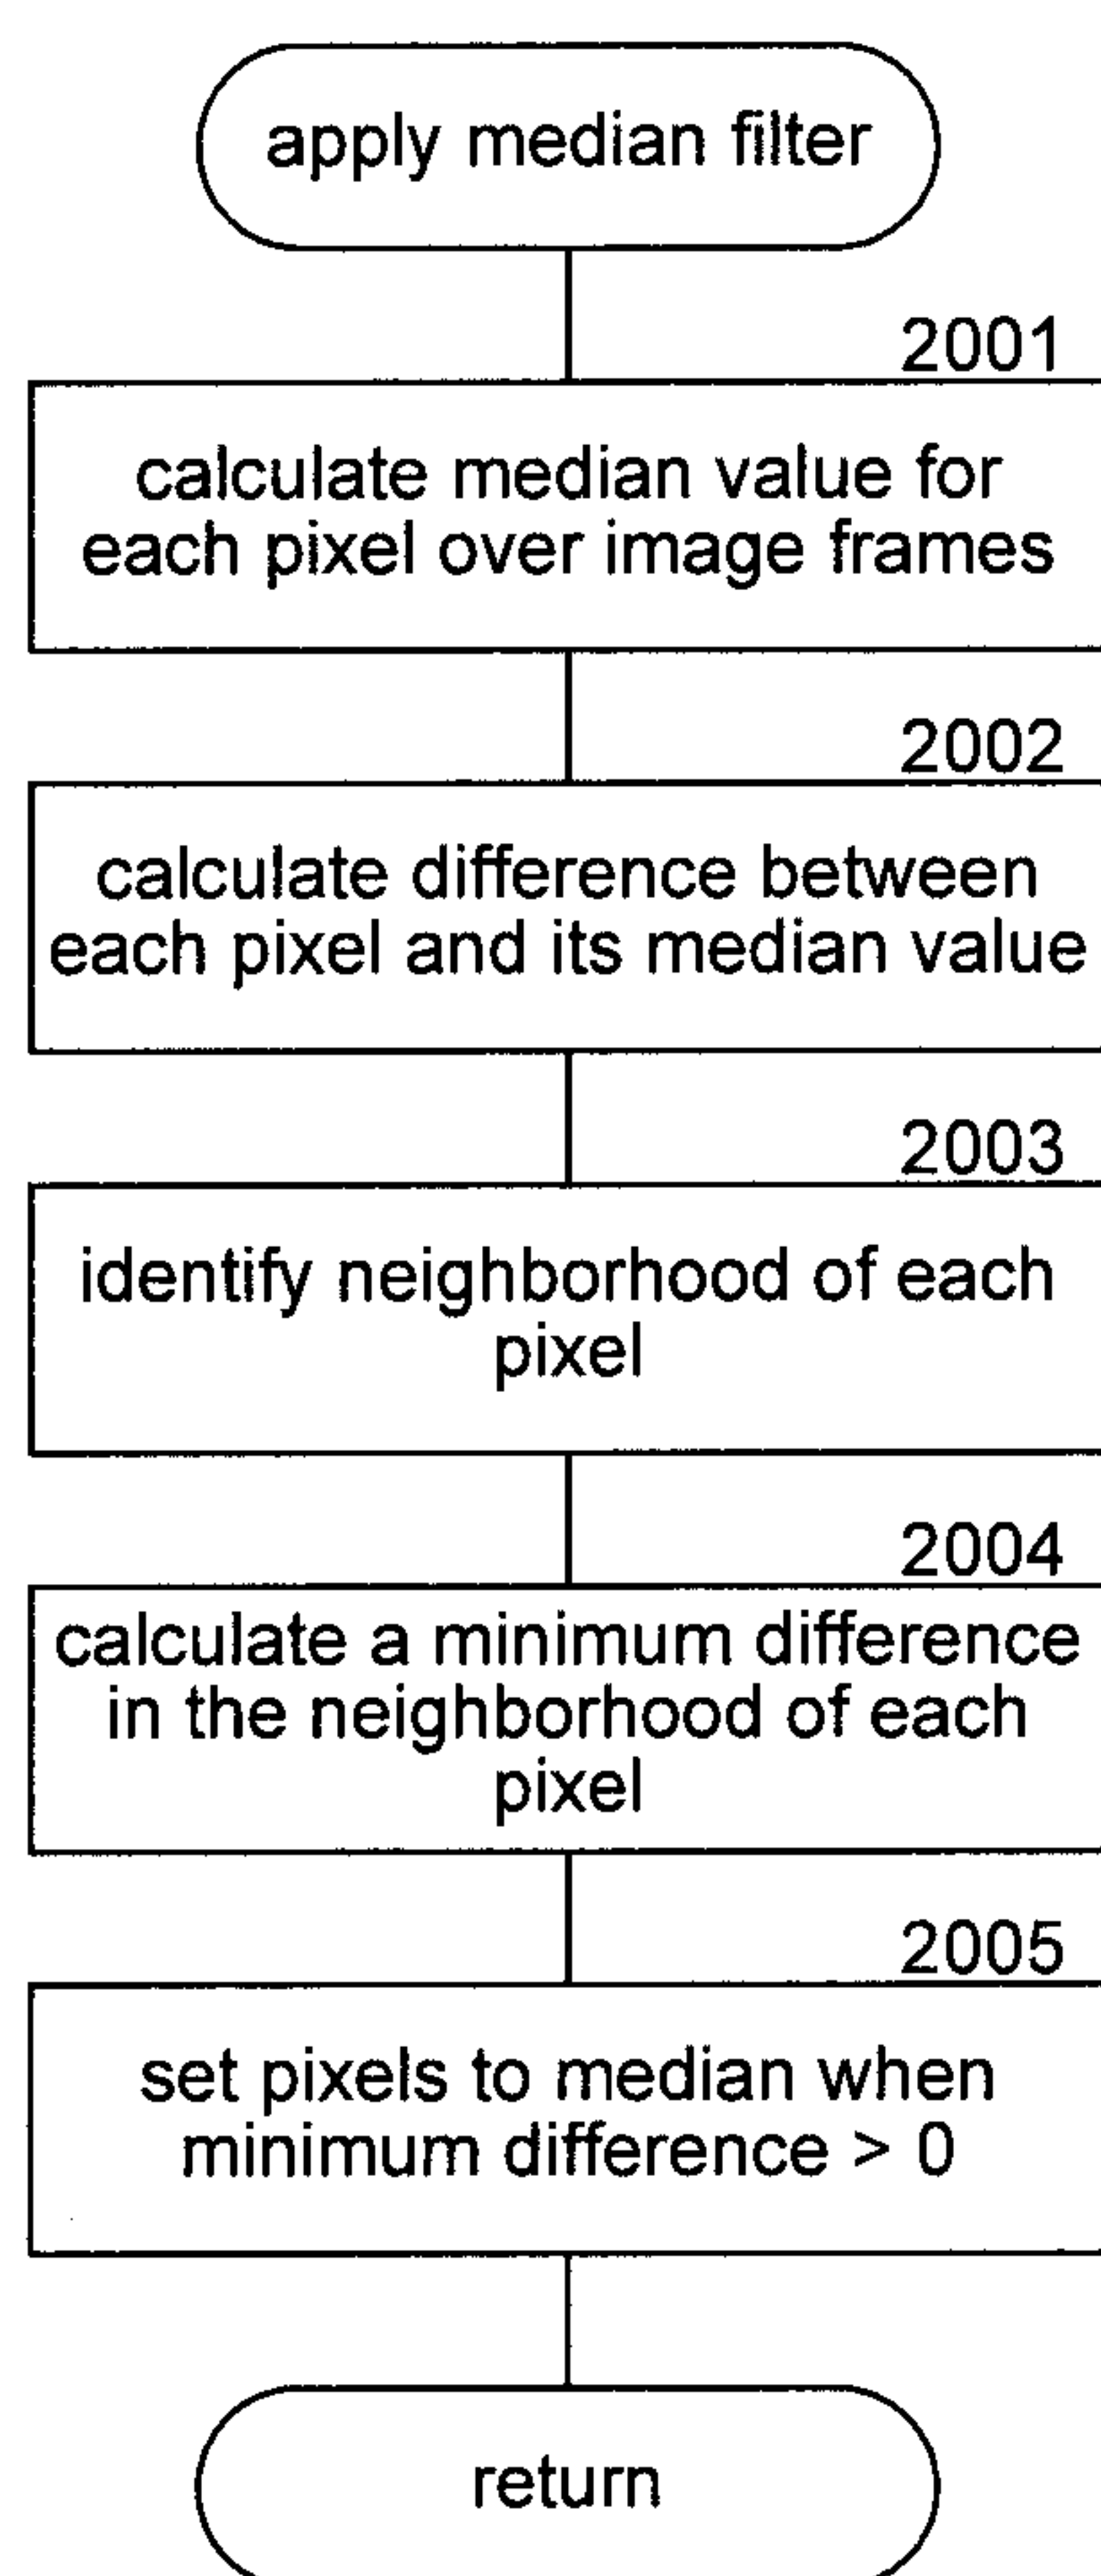 apply median filter
2001
calculate median value for
each pixel over image frames
2002
calculate difference between
each pixel and its median value
2003
identify neighborhood of each
pixel
2004
calculate a minimum difference
in the neighborhood of each
pixel
2005
set pixels to median when
minimum difference > 0
return